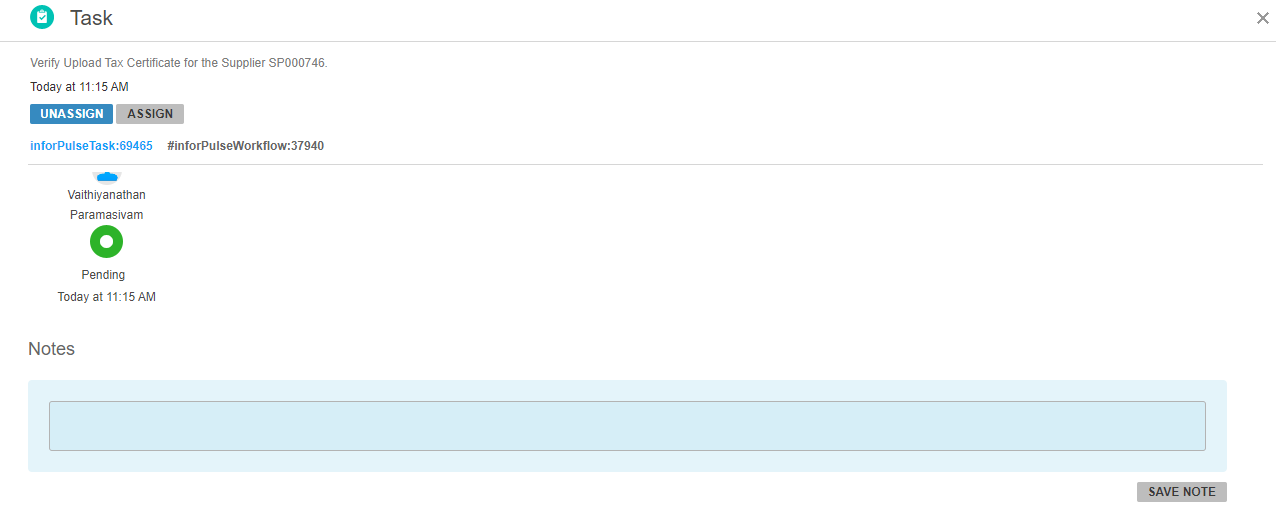 Task
Verify Upload Tax Certificate for the Supplier SP000746.
Today at 11:15 AM
UNASSIGN ASSIGN
inforPulseTask:69465 #inforPulseWorkflow:37940
Vaithiyanathan
Paramasivam
Pending
Today at 11:15 AM
Notes
SAVE NOTE